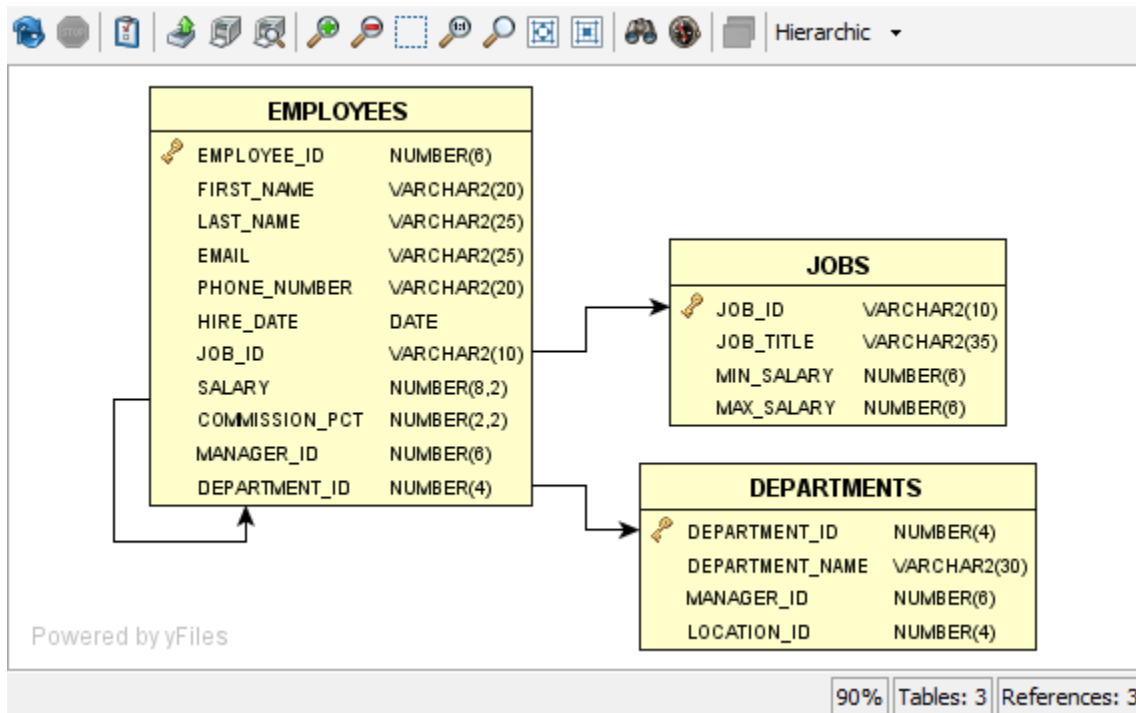 STOP
1:1
Hierarchic
EMPLOYEES
EMPLOYEE_ID NUMBER(6)
FIRST_NAME VARCHAR2(20)
LAST_NAME VARCHAR2(25)
EMAIL VARCHAR2(25)
PHONE_NUMBER VARCHAR2(20)
HIRE_DATE DATE
JOB_ID VARCHAR2(10)
SALARY NUMBER(8,2)
COMMISSION_PCT NUMBER(2,2)
MANAGER_ID NUMBER(6)
DEPARTMENT_ID NUMBER(4)
JOBS
JOB_ID VARCHAR2(10)
JOB_TITLE VARCHAR2(35)
MIN_SALARY NUMBER(6)
MAX_SALARY NUMBER(6)
DEPARTMENTS
DEPARTMENT_ID NUMBER(4)
DEPARTMENT_NAME VARCHAR2(30)
MANAGER_ID NUMBER(6)
LOCATION_ID NUMBER(4)
Powered by yFiles
90% Tables: 3 References: 3